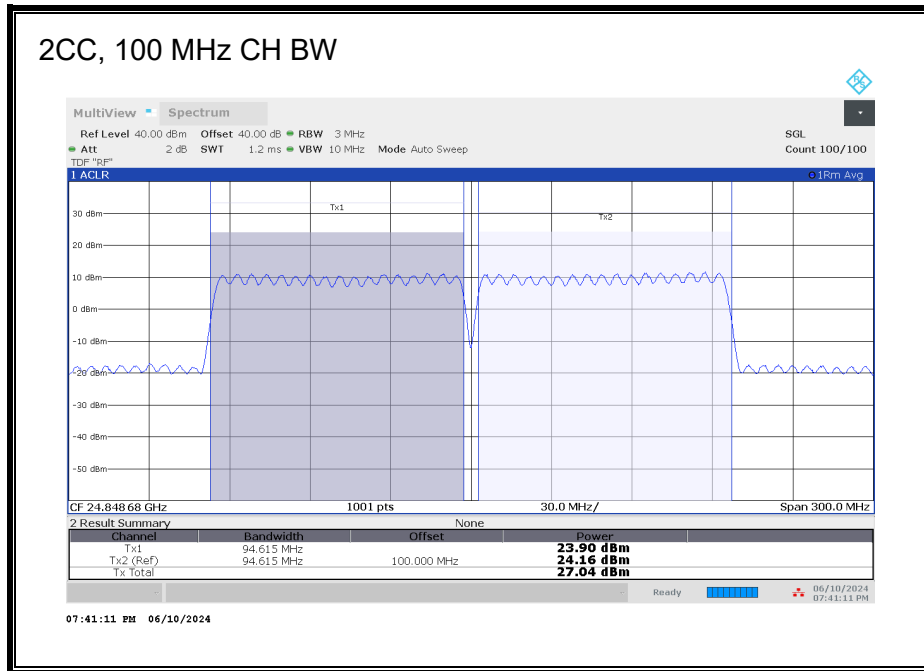 2CC, 100 MHz CH BW
R S
MultiView Spectrum
Ref Level 40.00 dBm Offset 40.00 dB RBW 3 MHz SGL
Att 2 dB SWT 1.2 ms VBW 10 MHz Mode Auto Sweep Count 100/100
TDF "RF"
1 ACLR 1Rm Avg
Tx1
30 dBm
Tx2
20 dBm
10 dBm
0 dBm
-10 dBm
-20 dBm
-30 dBm
-40 dBm
-50 dBm
CF 24.84868 GHz 1001 pts 30.0 MHz/ Span 300.0 MHz
2 Result Summary None
Channel Bandwidth Offset Power
Tx1 94.615 MHz 23.90 dBm
Tx2 (Ref) 94.615 MHz 100.000 MHz 24.16 dBm
Tx Total 27.04 dBm
Ready 06/10/2024
07:41:11 PM
07:41:11 PM 06/10/2024